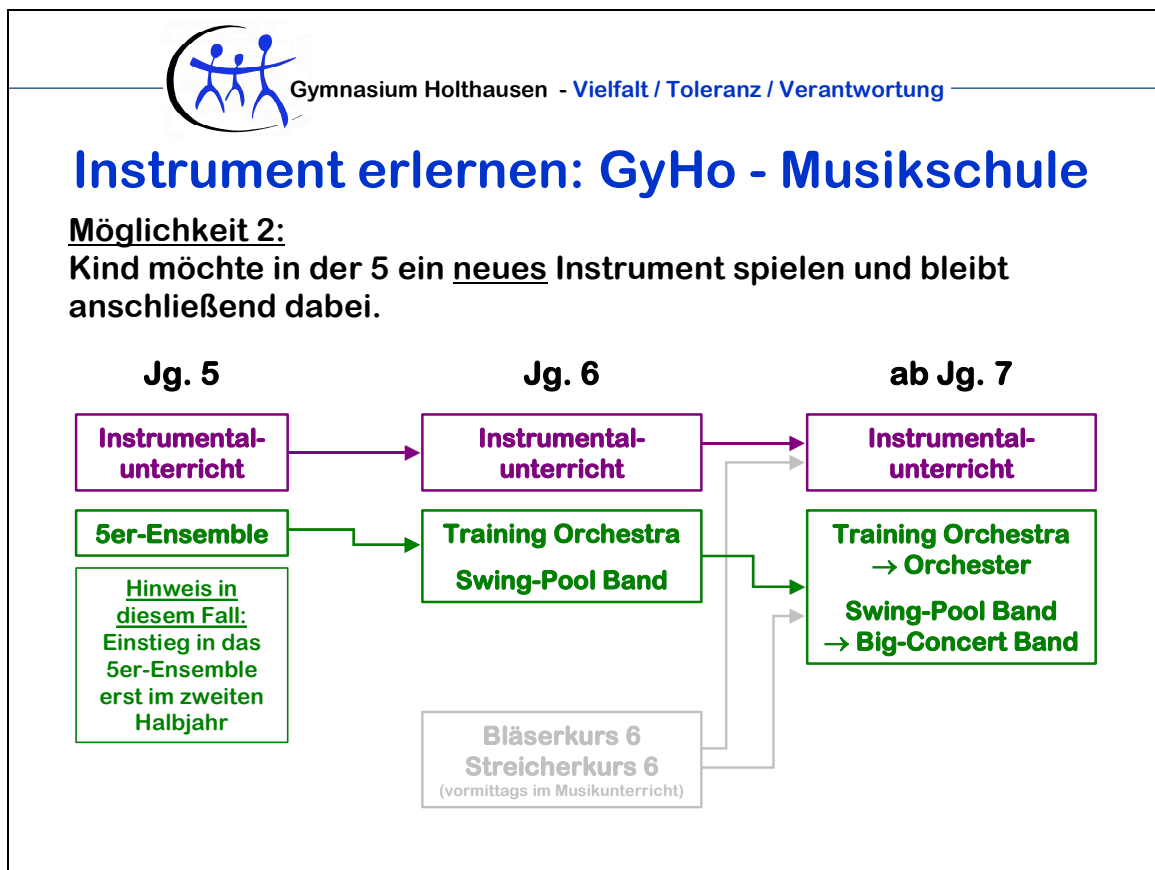 Gymnasium Holthausen - Vielfalt / Toleranz / Verantwortung
Instrument erlernen: GyHo - Musikschule
Möglichkeit 2:
Kind möchte in der 5 ein neues Instrument spielen und bleibt
anschließend dabei.
Jg. 5
Jg. 6
ab Jg. 7
Instrumental-
unterricht
Instrumental-
unterricht
Instrumental-
unterricht
5er-Ensemble
Training Orchestra
Swing-Pool Band
Training Orchestra
→ Orchester
Swing-Pool Band
→ Big-Concert Band
Hinweis in
diesem Fall:
Einstieg in das
5er-Ensemble
erst im zweiten
Halbjahr
Bläserkurs 6
Streicherkurs 6
(vormittags im Musikunterricht)